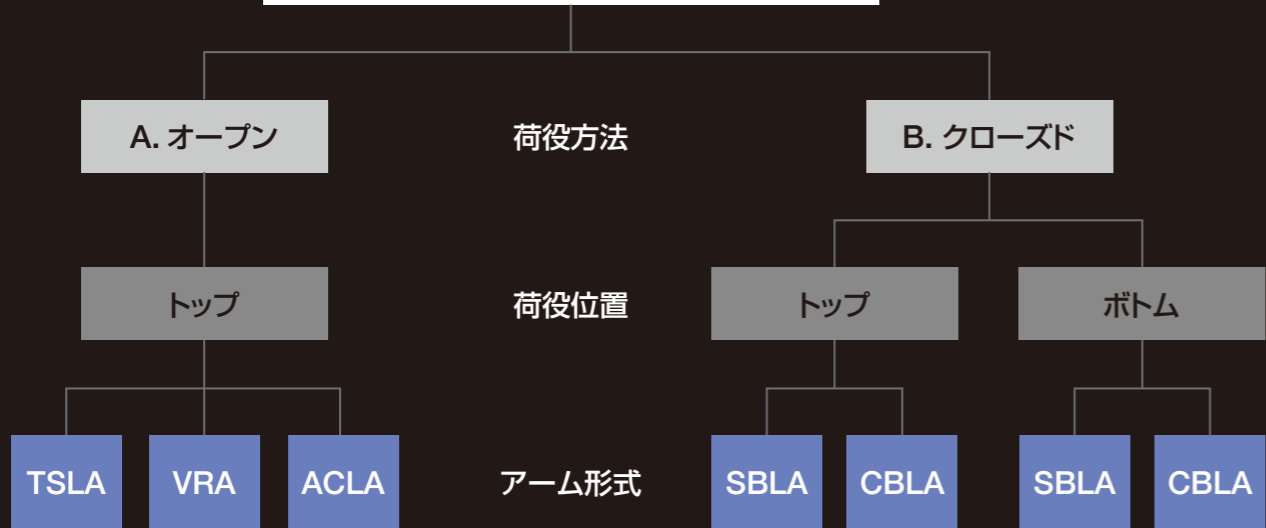 A. オープン
荷役方法
B. クローズド
トップ
荷役位置
トップ
ボトム
TSLA
VRA
ACLA
アーム形式
SBLA
CBLA
SBLA
CBLA